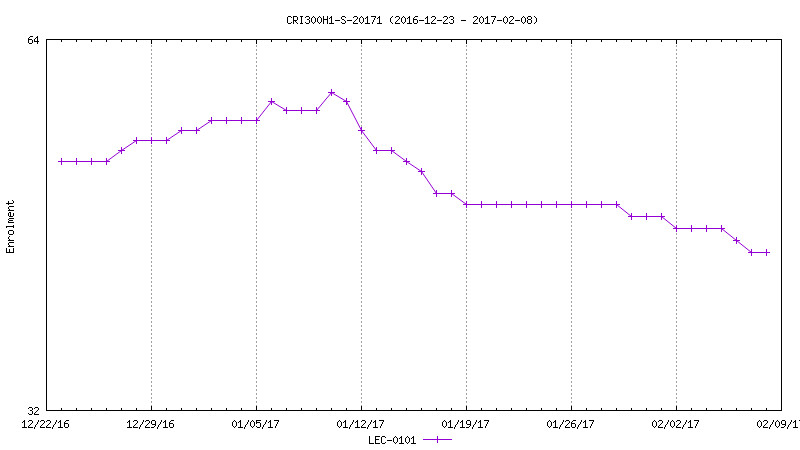 CRI300H1-S-20171 (2016-12-23 - 2017-02-08)
64
Enrolment
32
12/22/16 12/29/16 01/05/17 01/12/17 01/19/17 01/26/17 02/02/17 02/09/1
LEC-0101